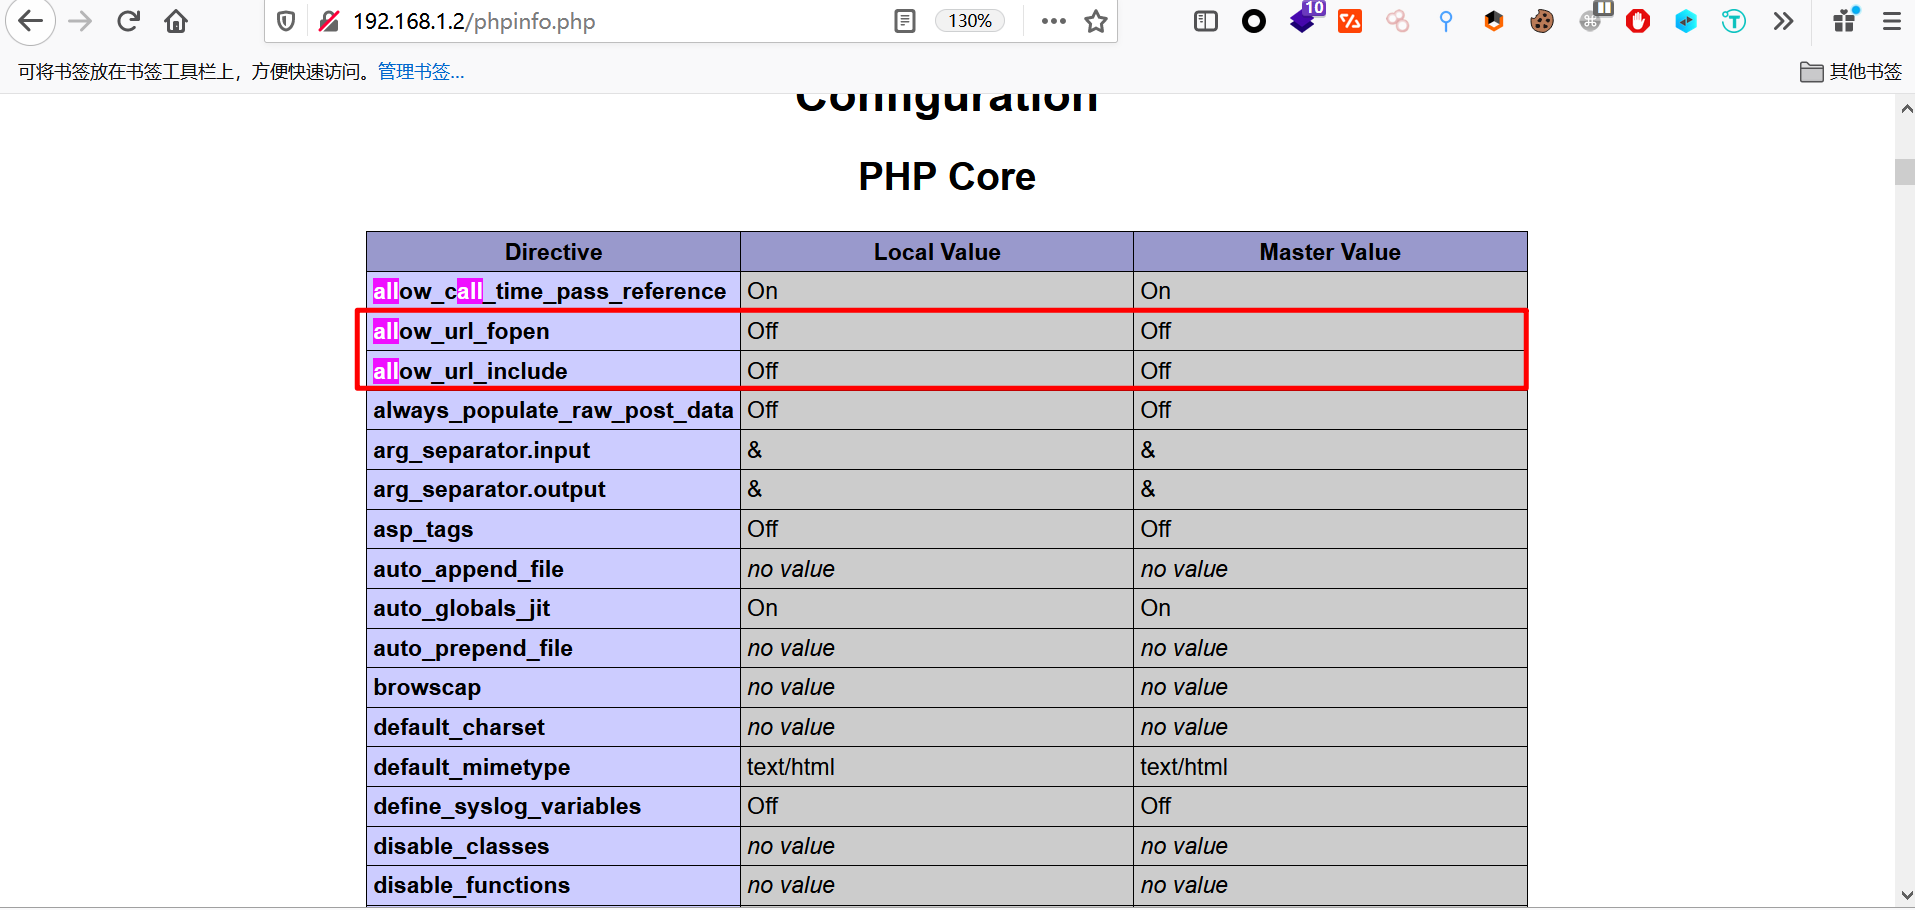 192.168.1.2/phpinfo.php 130% 10
可将书签放在书签工具栏上，方便快速访问。管理书签... 其他书签
Configuration
PHP Core
Directive Local Value Master Value
allow_call_time_pass_reference On On
allow_url_fopen Off Off
allow_url_include Off Off
always_populate_raw_post_data Off Off
arg_separator.input & &
arg_separator.output & &
asp_tags Off Off
auto_append_file no value no value
auto_globals_jit On On
auto_prepend_file no value no value
browscap no value no value
default_charset no value no value
default_mimetype text/html text/html
define_syslog_variables Off Off
disable_classes no value no value
disable_functions no value no value